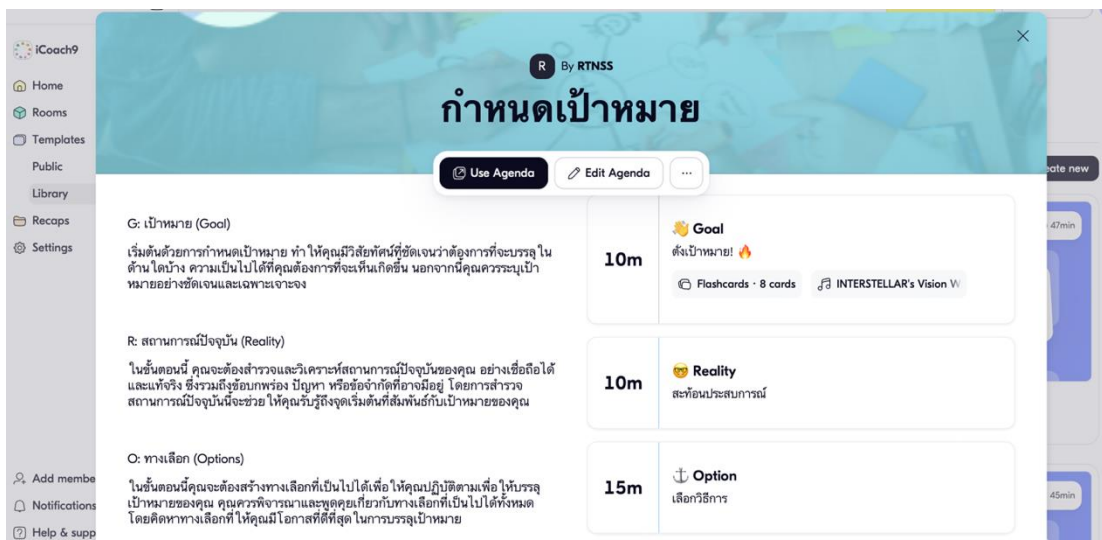 iCoach9
Home
Rooms
Templates
Public
Library
Recaps
Settings
Add membe
Notifications
Help & supp
R By RTNSS
กำหนดเป้าหมาย
Use Agenda
Edit Agenda
...
ate new
47min
45min
G: เป้าหมาย (Goal)
เริ่มต้นด้วยการกำหนดเป้าหมาย ทำให้คุณมีวิสัยทัศน์ที่ชัดเจนว่าต้องการที่จะบรรลุใน
ด้านใดบ้าง ความเป็นไปได้ที่คุณต้องการที่จะเห็นเกิดขึ้น นอกจากนี้คุณควรระบุเป้า
หมายอย่างชัดเจนและเฉพาะเจาะจง
10m
👋 Goal
ตั้งเป้าหมาย! 🔥
Flashcards · 8 cards
INTERSTELLAR's Vision W
R: สถานการณ์ปัจจุบัน (Reality)
ในขั้นตอนนี้ คุณจะต้องสำรวจและวิเคราะห์สถานการณ์ปัจจุบันของคุณ อย่างเชื่อถือได้
และแท้จริง ซึ่งรวมถึงข้อบกพร่อง ปัญหา หรือข้อจำกัดที่อาจมีอยู่ โดยการสำรวจ
สถานการณ์ปัจจุบันนี้จะช่วยให้คุณรับรู้ถึงจุดเริ่มต้นที่สัมพันธ์กับเป้าหมายของคุณ
10m
🤓 Reality
สะท้อนประสบการณ์
O: ทางเลือก (Options)
ในขั้นตอนนี้คุณจะต้องสร้างทางเลือกที่เป็นไปได้เพื่อให้คุณปฏิบัติตามเพื่อให้บรรลุ
เป้าหมายของคุณ คุณควรพิจารณาและพูดคุยเกี่ยวกับทางเลือกที่เป็นไปได้ทั้งหมด
โดยคิดหาทางเลือกที่ให้คุณมีโอกาสที่ดีที่สุดในการบรรลุเป้าหมาย
15m
⚓ Option
เลือกวิธีการ